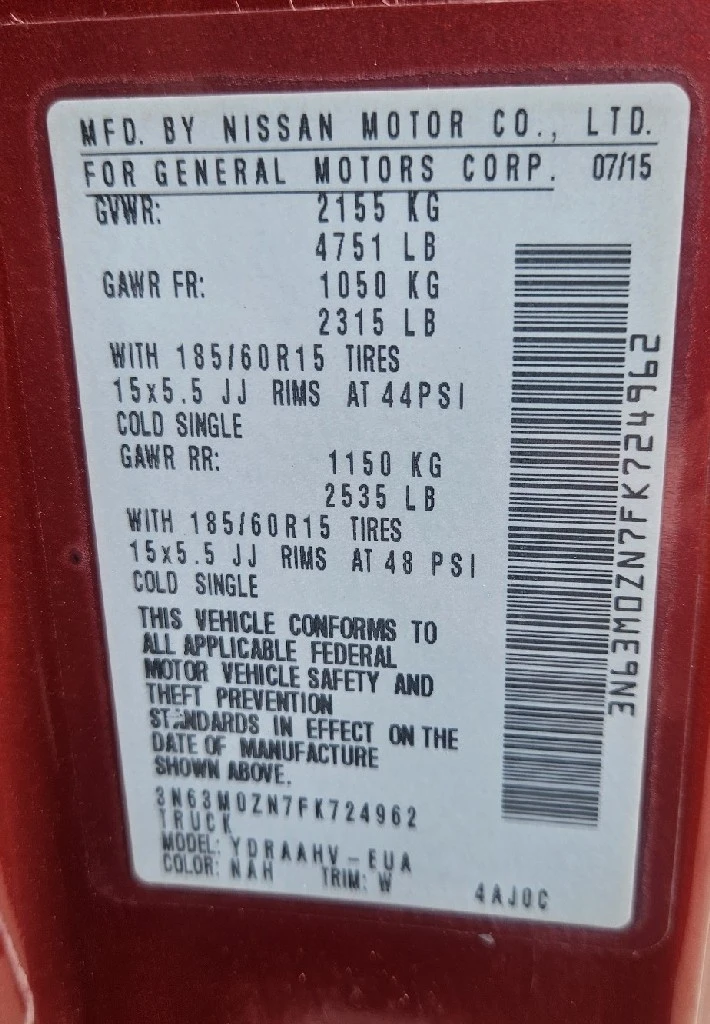 MFD. BY NISSAN MOTOR CO., LTD.
FOR GENERAL MOTORS CORP. 07/15
GVWR: 2155 KG
4751 LB
GAWR FR: 1050 KG
2315 LB
WITH 185/60R15 TIRES
15x5.5 JJ RIMS AT 44PSI
COLD SINGLE
GAWR RR: 1150 KG
2535 LB
WITH 185/60R15 TIRES
15x5.5 JJ RIMS AT 48 PSI
COLD SINGLE
THIS VEHICLE CONFORMS TO
ALL APPLICABLE FEDERAL
MOTOR VEHICLE SAFETY AND
THEFT PREVENTION
STANDARDS IN EFFECT ON THE
DATE OF MANUFACTURE
SHOWN ABOVE.
3N63M0ZN7FK724962
TRUCK
MODEL: YDRAAHV-EUA
COLOR: NAH TRIM: W 4AJ0C
3N63M0ZN7FK724962